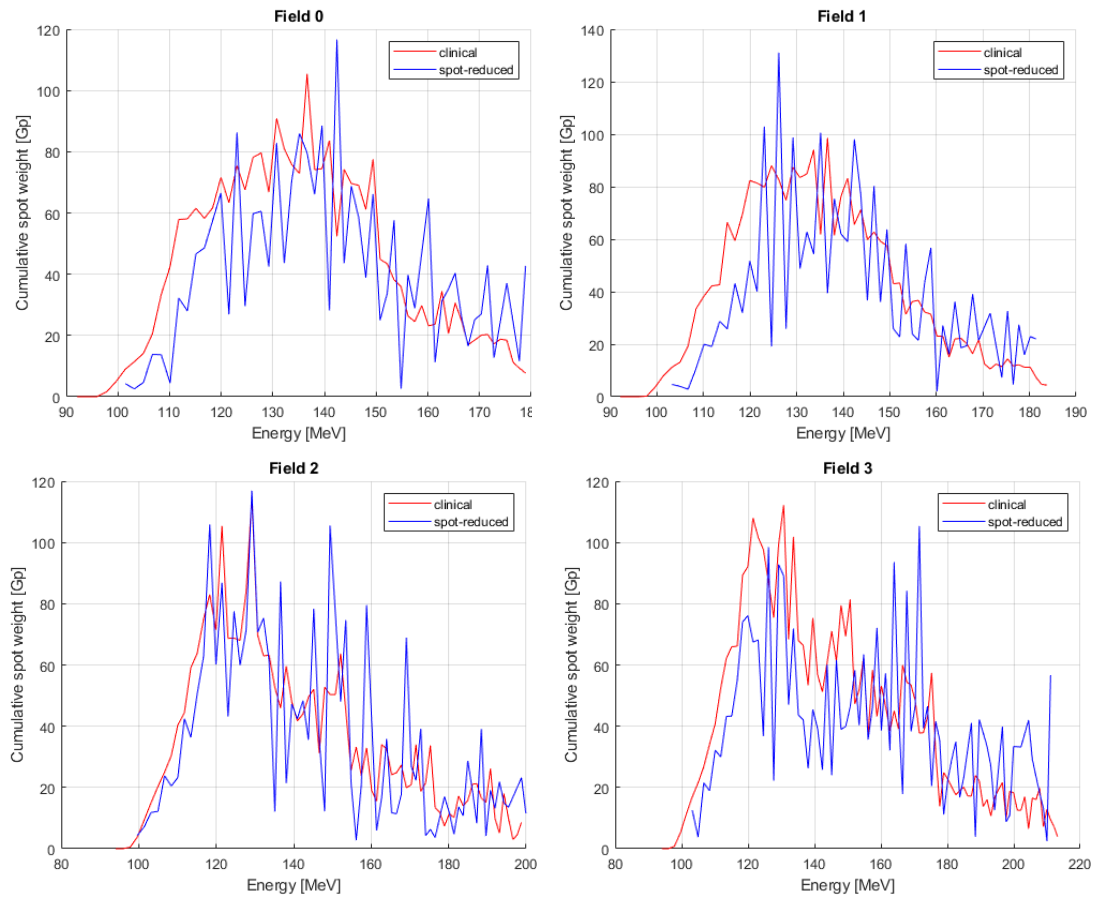 Field 0
clinical
spot-reduced
Cumulative spot weight [Gp]
120
100
80
60
40
20
0
90 100 110 120 130 140 150 160 170 18
Energy [MeV]
Field 1
clinical
spot-reduced
Cumulative spot weight [Gp]
140
120
100
80
60
40
20
0
90 100 110 120 130 140 150 160 170 180 190
Energy [MeV]
Field 2
clinical
spot-reduced
Cumulative spot weight [Gp]
120
100
80
60
40
20
0
80 100 120 140 160 180 200
Energy [MeV]
Field 3
clinical
spot-reduced
Cumulative spot weight [Gp]
120
100
80
60
40
20
0
80 100 120 140 160 180 200 220
Energy [MeV]